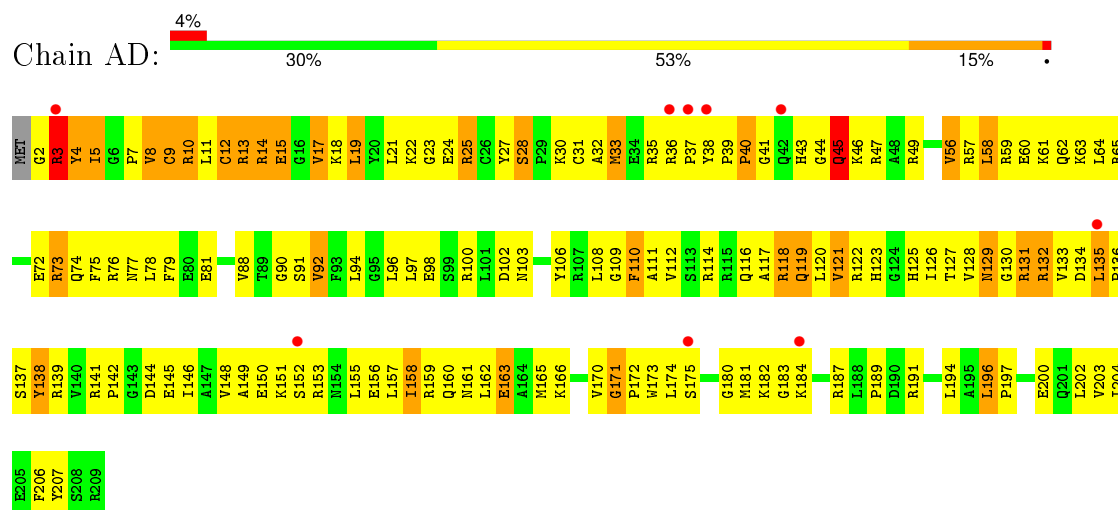 4%
Chain AD:
30% 53% 15% •
MET G2 R3 Y4 I5 G6 P7 V8 C9 R10 L11 C12 R13 R14 E15 G16 V17 K18 L19 Y20 L21 K22 G23 E24 R25 C26 Y27 S28 P29 K30 C31 A32 M33 E34 R35 R36 P37 Y38 P39 P40 G41 Q42 H43 G44 Q45 K46 R47 A48 R49 V56 R57 L58 R59 E60 K61 Q62 K63 L64 R65
E72 R73 Q74 F75 R76 N77 L78 F79 E80 E81 V88 T89 G90 S91 V92 F93 L94 G95 L96 L97 E98 S99 R100 L101 D102 N103 Y106 R107 L108 G109 F110 A111 V112 S113 R114 R115 Q116 A117 R118 Q119 L120 V121 R122 H123 G124 H125 I126 T127 V128 N129 G130 R131 R132 V133 D134 L135 P136
S137 Y138 R139 V140 R141 P142 G143 D144 E145 I146 A147 V148 A149 E150 K151 S152 R153 N154 L155 E156 L157 I158 R159 Q160 N161 L162 E163 A164 M165 K166 V170 G171 P172 W173 L174 S175 G180 M181 K182 G183 K184 R187 L188 P189 D190 R191 L194 A195 L196 P197 E200 Q201 L202 V203 I204
E205 F206 Y207 S208 R209